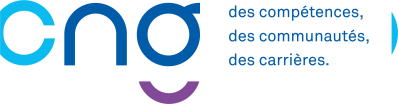 cng
des compétences,
des communautés,
des carrières.